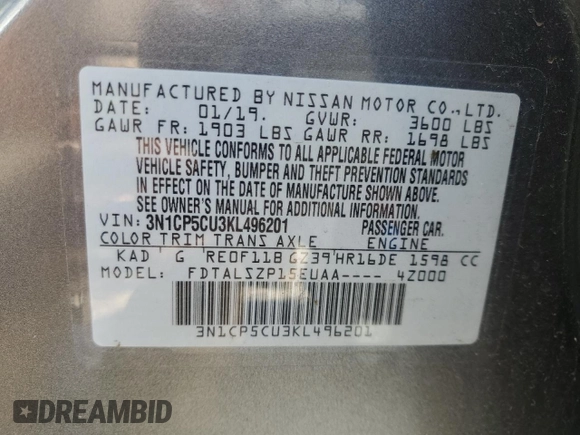 MANUFACTURED BY NISSAN MOTOR CO.,LTD.
DATE: 01/19. GVWR: 3600 LBS
GAWR FR: 1903 LBS GAWR RR: 1698 LBS
THIS VEHICLE CONFORMS TO ALL APPLICABLE FEDERAL MOTOR
VEHICLE SAFETY, BUMPER AND THEFT PREVENTION STANDARDS
IN EFFECT ON THE DATE OF MANUFACTURE SHOWN ABOVE.
SEE OWNER'S MANUAL FOR ADDITIONAL INFORMATION.
VIN: 3N1CP5CU3KL496201 PASSENGER CAR.
COLOR TRIM TRANS AXLE ENGINE
KAD ' G 'RE0F11B GZ39'HR16DE 1598 CC
MODEL: FDTALSZP15EUAA---- 4Z000
3N1CP5CU3KL496201
DREAMBID